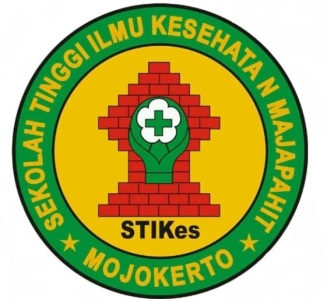 SEKOLAH TINGGI ILMU KESEHATA N MAJAPAHIT
STIKes
MOJOKERTO